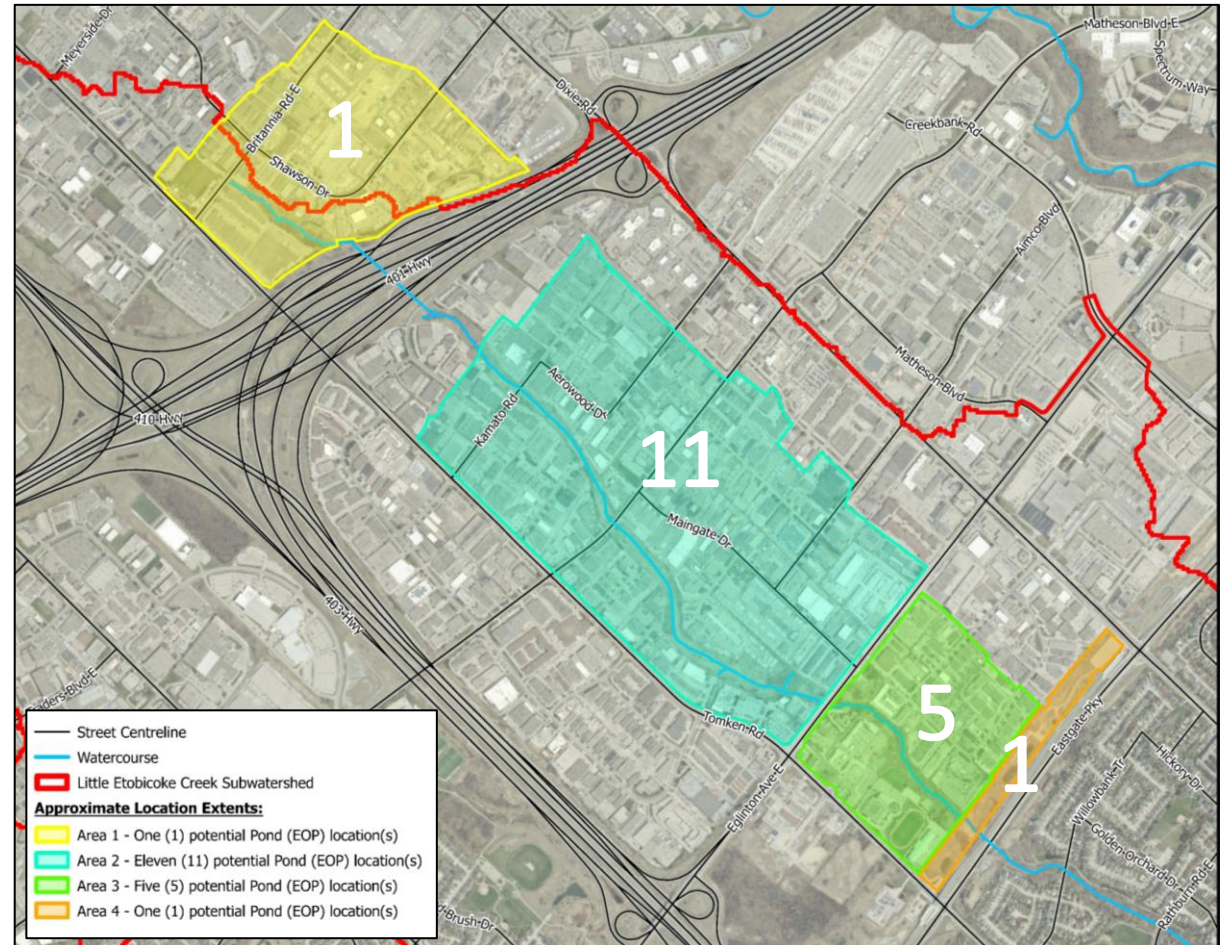 Meyerside-Dr
Matheson-Blvd-E
Spectrum-Way
Dixie-Rd
Britannia-Rd-E
1
Creekbank-Rd
Shawson-Dr
Aimco-Blvd
401-Hwy
Matheson-Blvd
Aerowood-Dr
Kamato-Rd
410-Hwy
11
Maingate-Dr
403-Hwy
5
1
Eastgate-Pky
Tomken-Rd
Hickory-Dr
Willowbank-Tr
Eglinton-Ave-E
Golden-Orchard-Dr
Rathburn-Rd-E
Street Centreline
Watercourse
Little Etobicoke Creek Subwatershed
Approximate Location Extents:
Area 1 - One (1) potential Pond (EOP) location(s)
Area 2 - Eleven (11) potential Pond (EOP) location(s)
Area 3 - Five (5) potential Pond (EOP) location(s)
Area 4 - One (1) potential Pond (EOP) location(s)